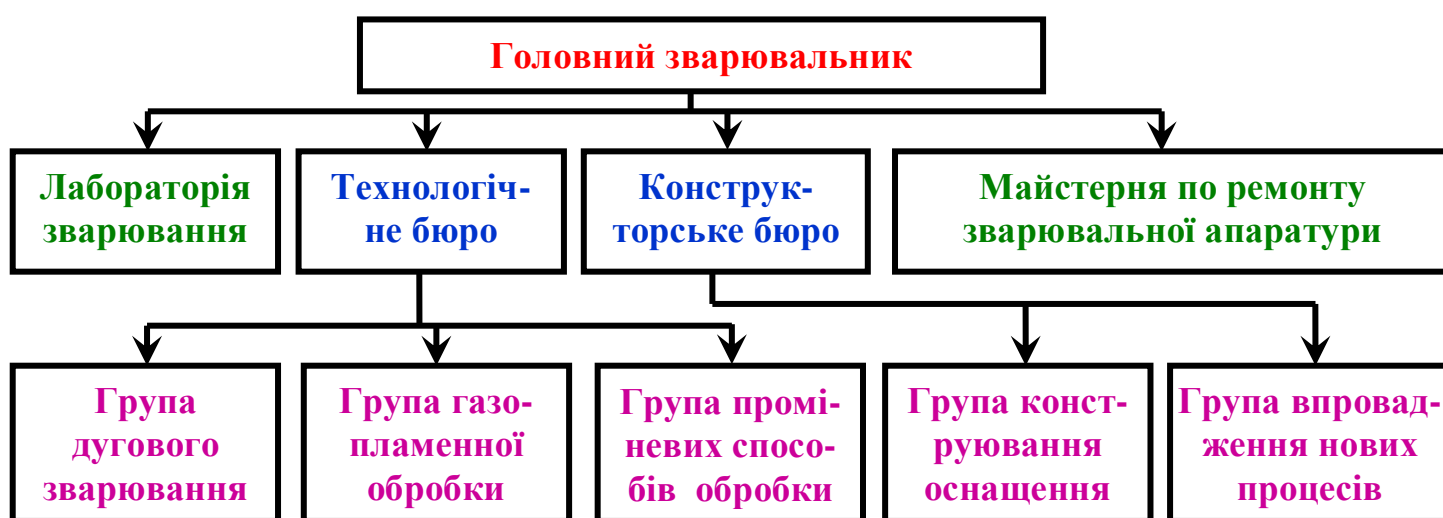 Головний зварювальник
Лабораторія
зварювання
Технологіч-
не бюро
Конструк-
торське бюро
Майстерня по ремонту
зварювальної апаратури
Група
дугового
зварювання
Група газо-
пламенної
обробки
Група промі-
невих спосо-
бів обробки
Група конст-
руювання
оснащення
Група впровад-
ження нових
процесів